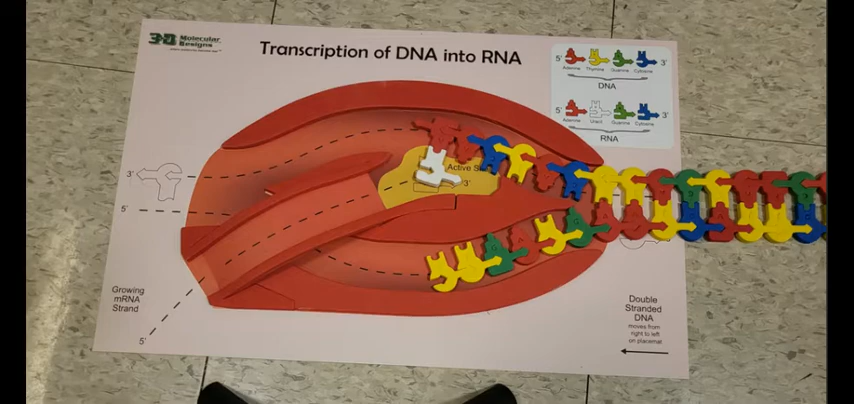 3-D Molecular
Designs
Transcription of DNA into RNA
5' 3'
Adenine Thymine Guanine Cytosine
DNA
5' 3'
Adenine Uracil Guanine Cytosine
RNA
Active
3'
3'
5'
Growing
mRNA
Strand
5'
Double
Stranded
DNA
moves from
right to left
on placemat